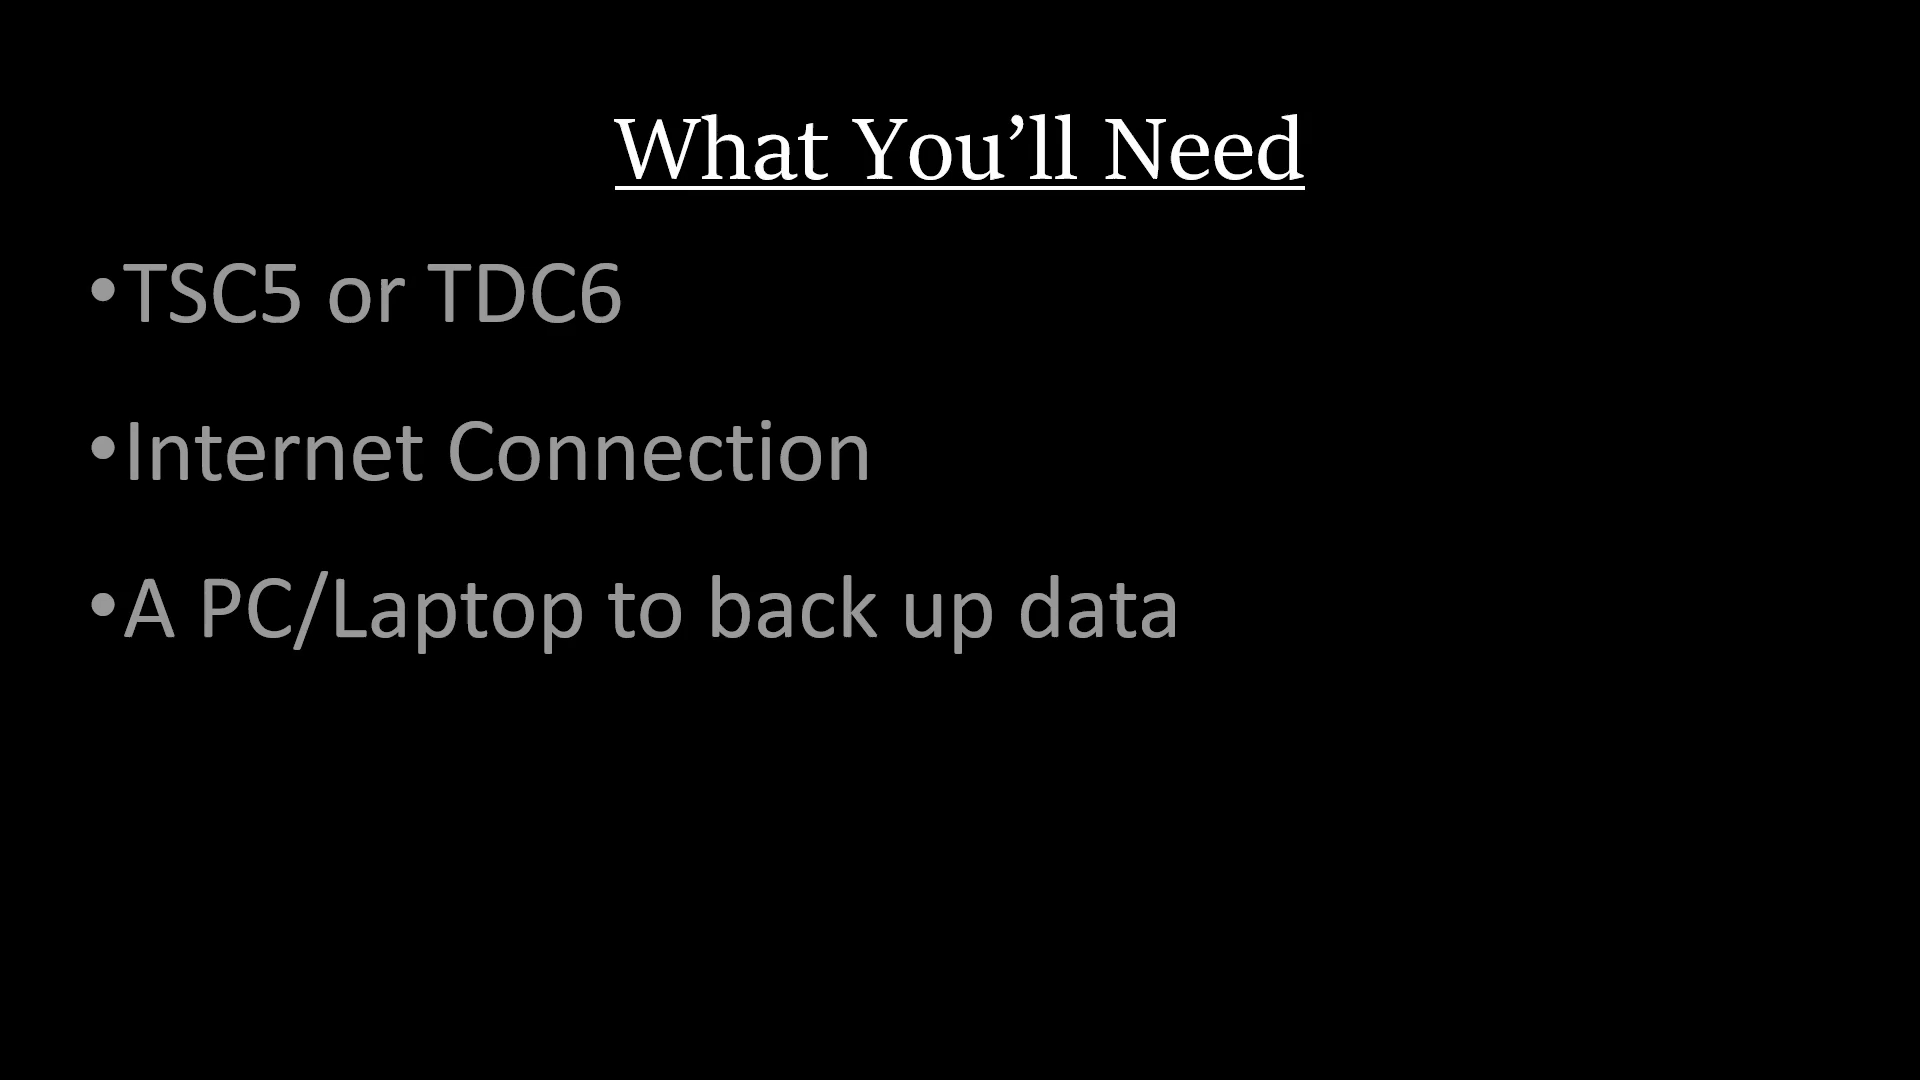 What You’ll Need
•TSC5 or TDC6
•Internet Connection
•A PC/Laptop to back up data